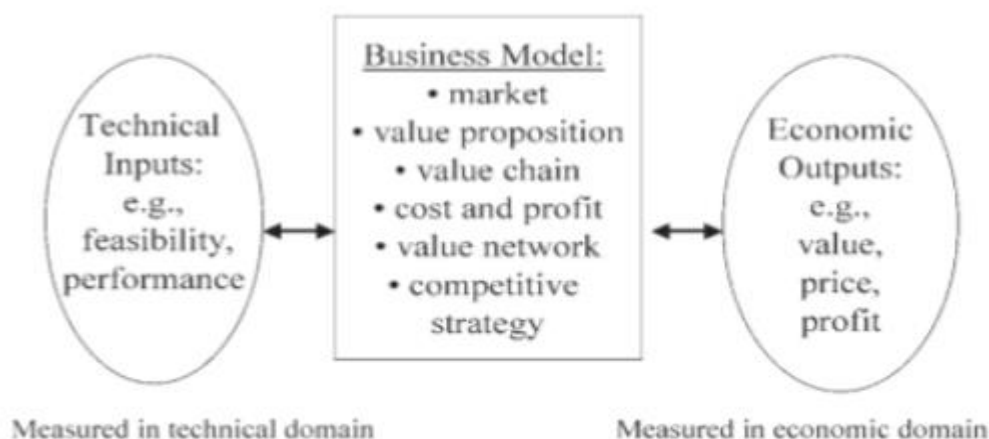 Technical
Inputs:
e.g.,
feasibility,
performance
Business Model:
• market
• value proposition
• value chain
• cost and profit
• value network
• competitive
strategy
Economic
Outputs:
e.g.,
value,
price,
profit
Measured in technical domain
Measured in economic domain